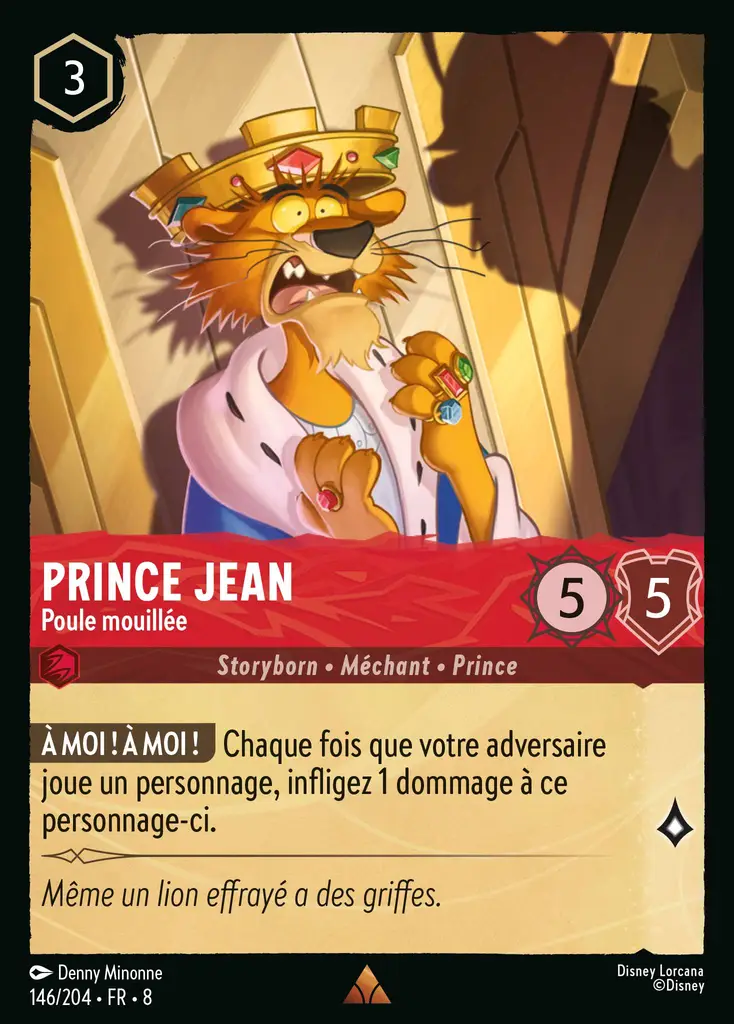 3
PRINCE JEAN
Poule mouillée
5
5
Storyborn • Méchant • Prince
À MOI ! À MOI ! Chaque fois que votre adversaire
joue un personnage, infligez 1 dommage à ce
personnage-ci.
Même un lion effrayé a des griffes.
Denny Minonne
146/204 • FR • 8
Disney Lorcana
©Disney